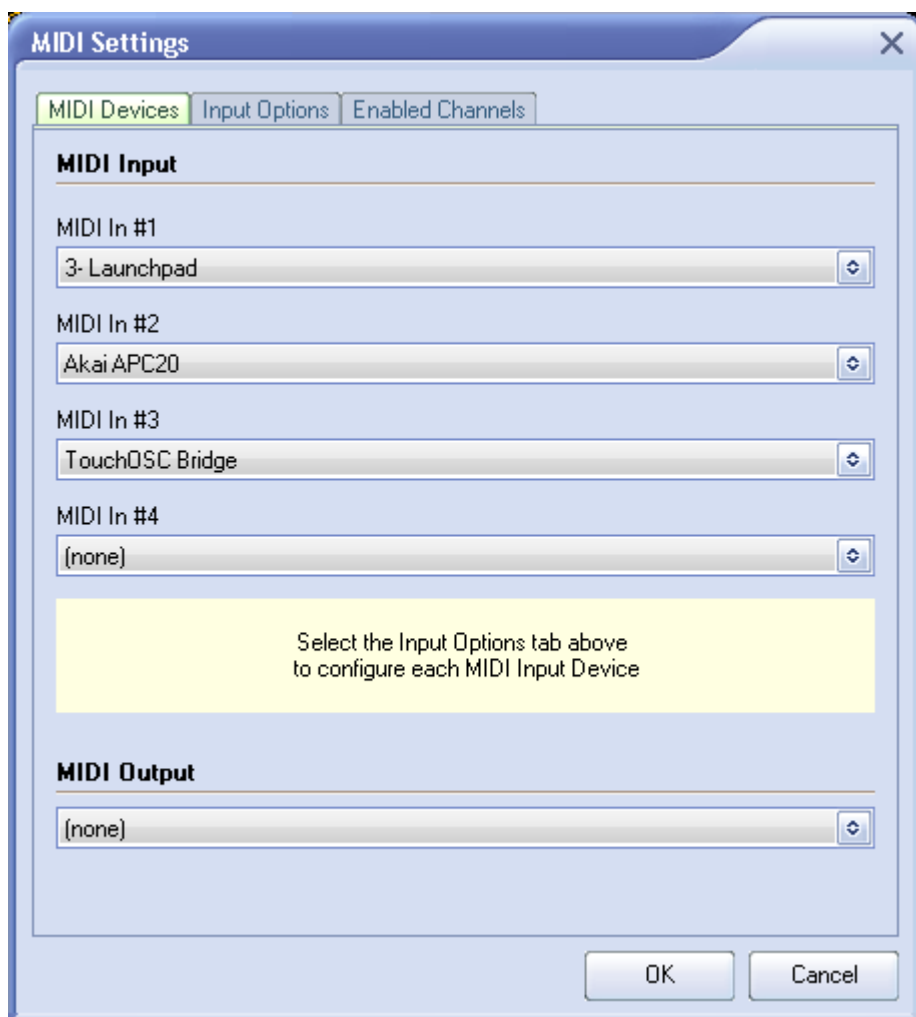 MIDI Settings
MIDI Devices Input Options Enabled Channels
MIDI Input
MIDI In #1
3- Launchpad
MIDI In #2
Akai APC20
MIDI In #3
TouchOSC Bridge
MIDI In #4
(none)
Select the Input Options tab above
to configure each MIDI Input Device
MIDI Output
(none)
OK Cancel